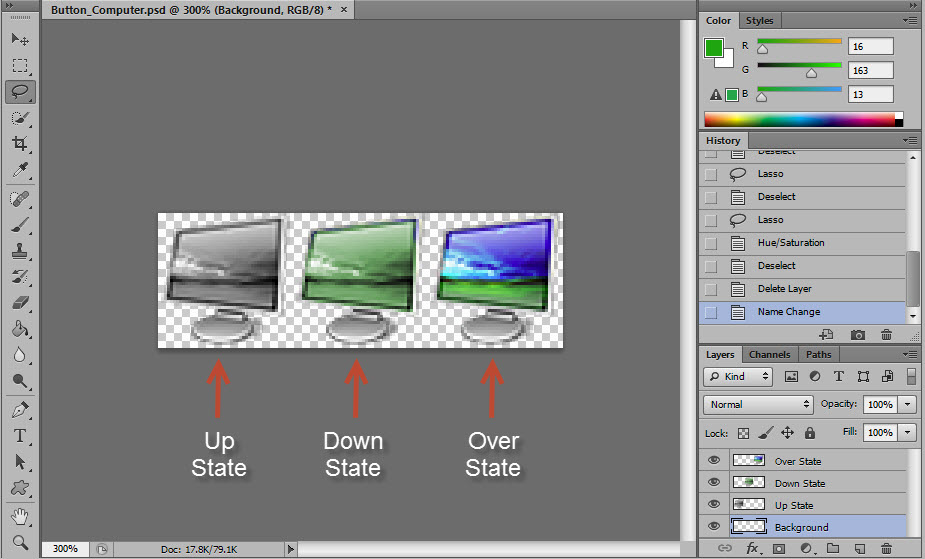 Button_Computer.psd @ 300% (Background, RGB/8) * ×
Color Styles
R 16
G 163
B 13
History
Deselect
Lasso
Deselect
Lasso
Hue/Saturation
Deselect
Delete Layer
Name Change
Layers Channels Paths
Kind
Normal Opacity: 100%
Lock: Fill: 100%
Over State
Down State
Up State
Background
fx
Up
State
Down
State
Over
State
300% Doc: 17.8K/79.1K